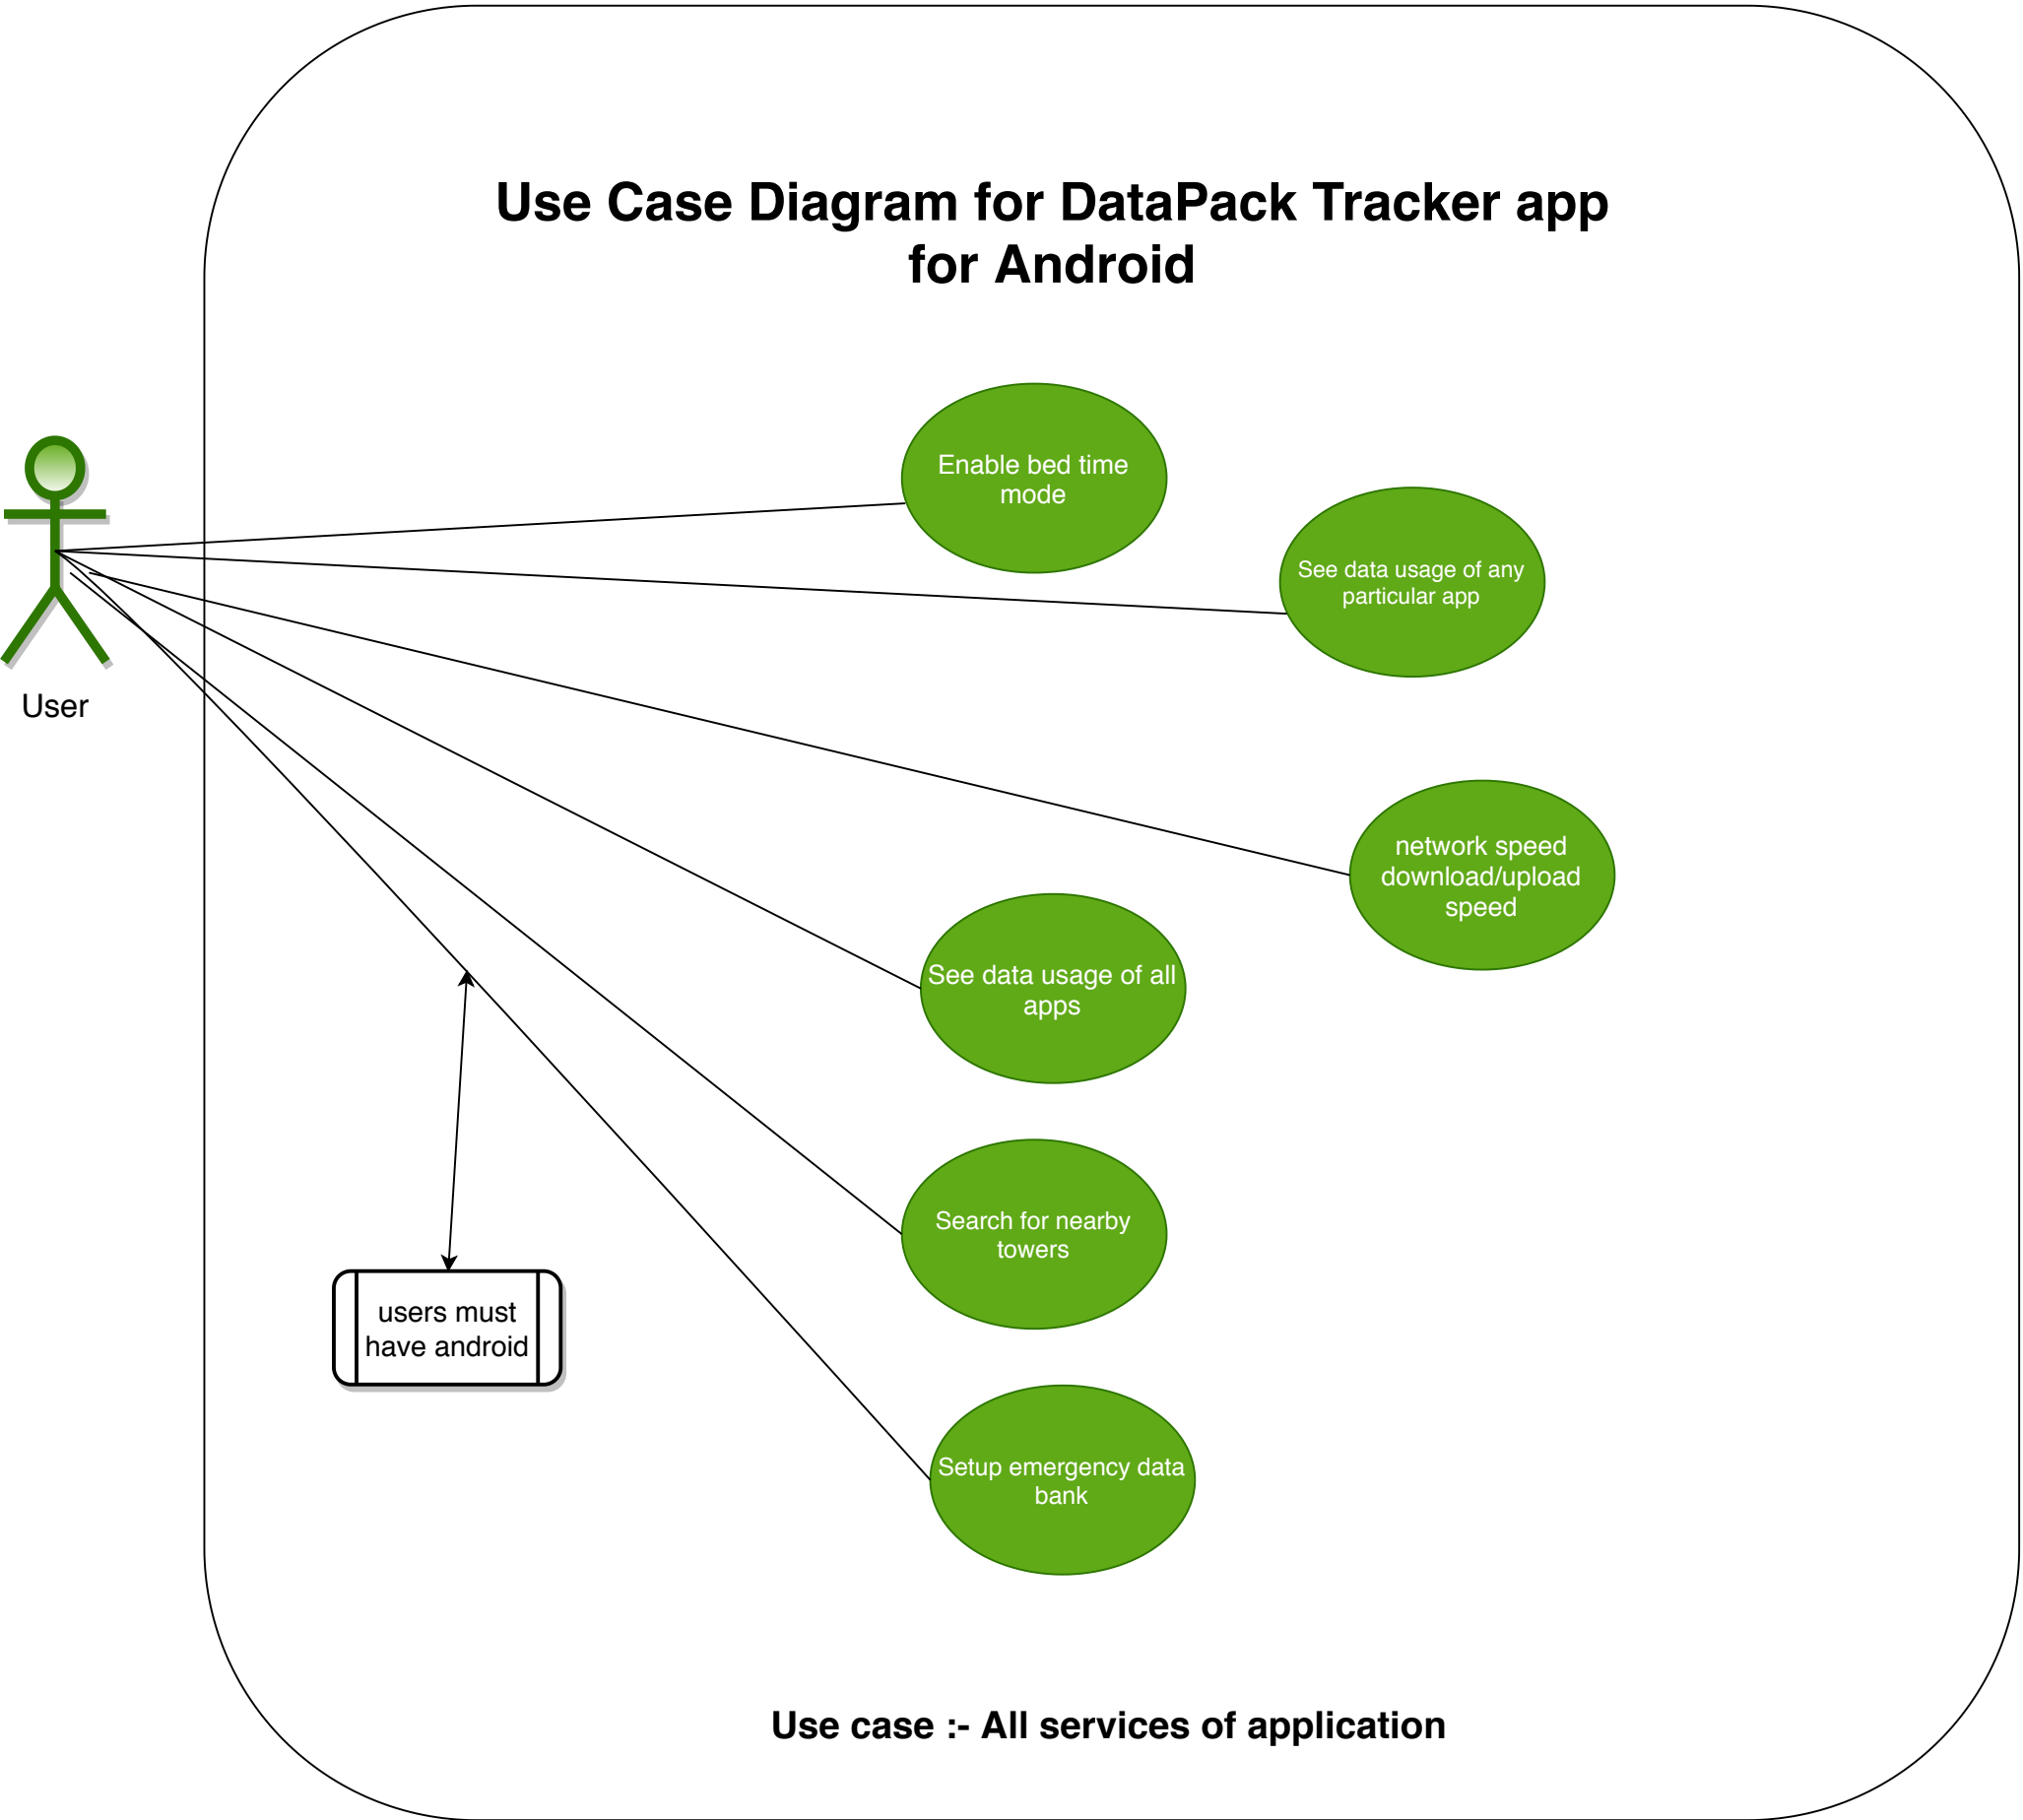 Use Case Diagram for DataPack Tracker app
for Android
Enable bed time
mode
See data usage of any
particular app
User
network speed
download/upload
speed
See data usage of all
apps
Search for nearby
towers
users must
have android
Setup emergency data
bank
Use case :- All services of application